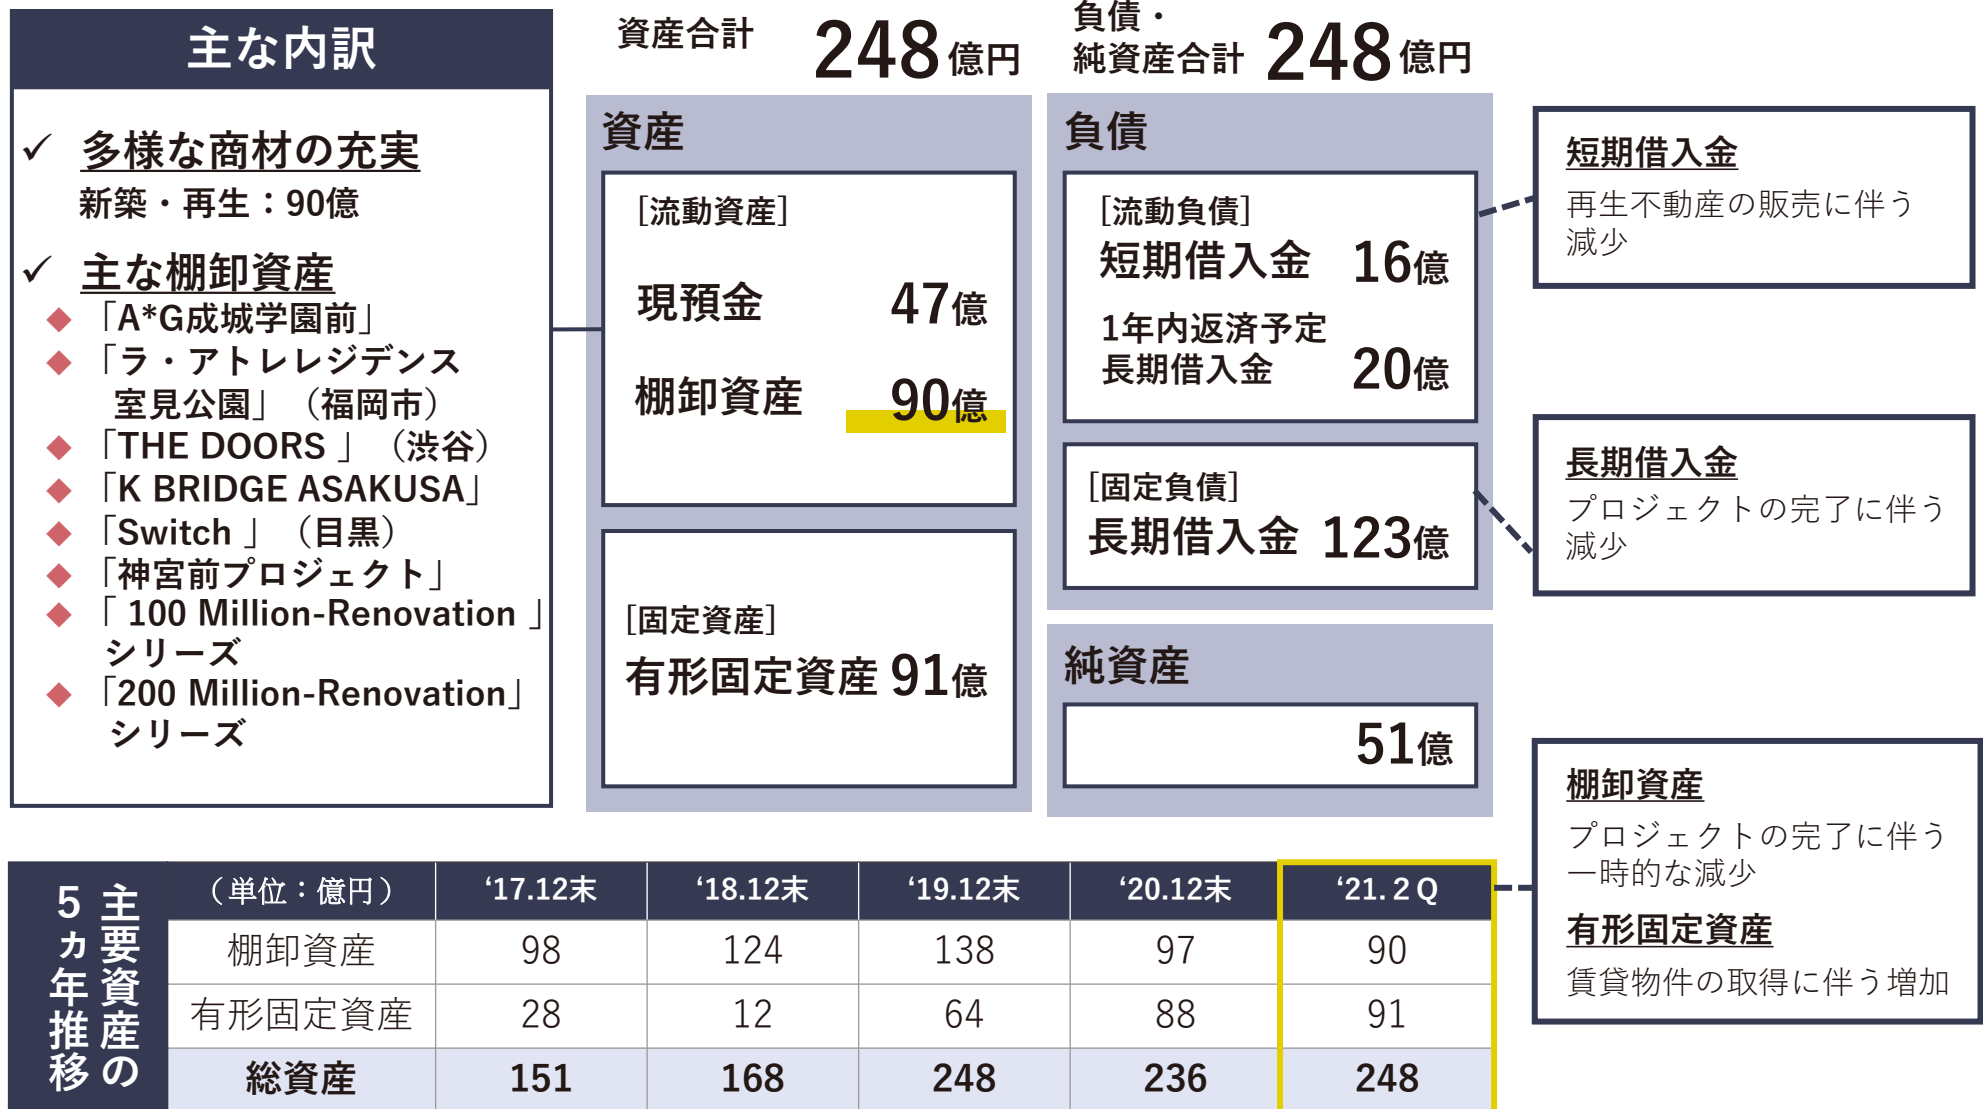 主な内訳
✓ 多様な商材の充実
新築・再生：90億
✓ 主な棚卸資産
◆ 「A*G成城学園前」
◆ 「ラ・アトレレジデンス
室見公園」（福岡市）
◆ 「THE DOORS 」（渋谷）
◆ 「K BRIDGE ASAKUSA」
◆ 「Switch 」（目黒）
◆ 「神宮前プロジェクト」
◆ 「 100 Million-Renovation 」
シリーズ
◆ 「200 Million-Renovation」
シリーズ
資産合計 248億円
資産
［流動資産］
現預金 47億
棚卸資産 90億
［固定資産］
有形固定資産 91億
負債・
純資産合計 248億円
負債
［流動負債］
短期借入金 16億
1年内返済予定
長期借入金 20億
［固定負債］
長期借入金 123億
純資産
51億
短期借入金
再生不動産の販売に伴う
減少
長期借入金
プロジェクトの完了に伴う
減少
棚卸資産
プロジェクトの完了に伴う
一時的な減少
有形固定資産
賃貸物件の取得に伴う増加
主要資産の
5ヵ年推移
（単位：億円） ‘17.12末 ‘18.12末 ‘19.12末 ‘20.12末 ‘21.２Q
棚卸資産 98 124 138 97 90
有形固定資産 28 12 64 88 91
総資産 151 168 248 236 248